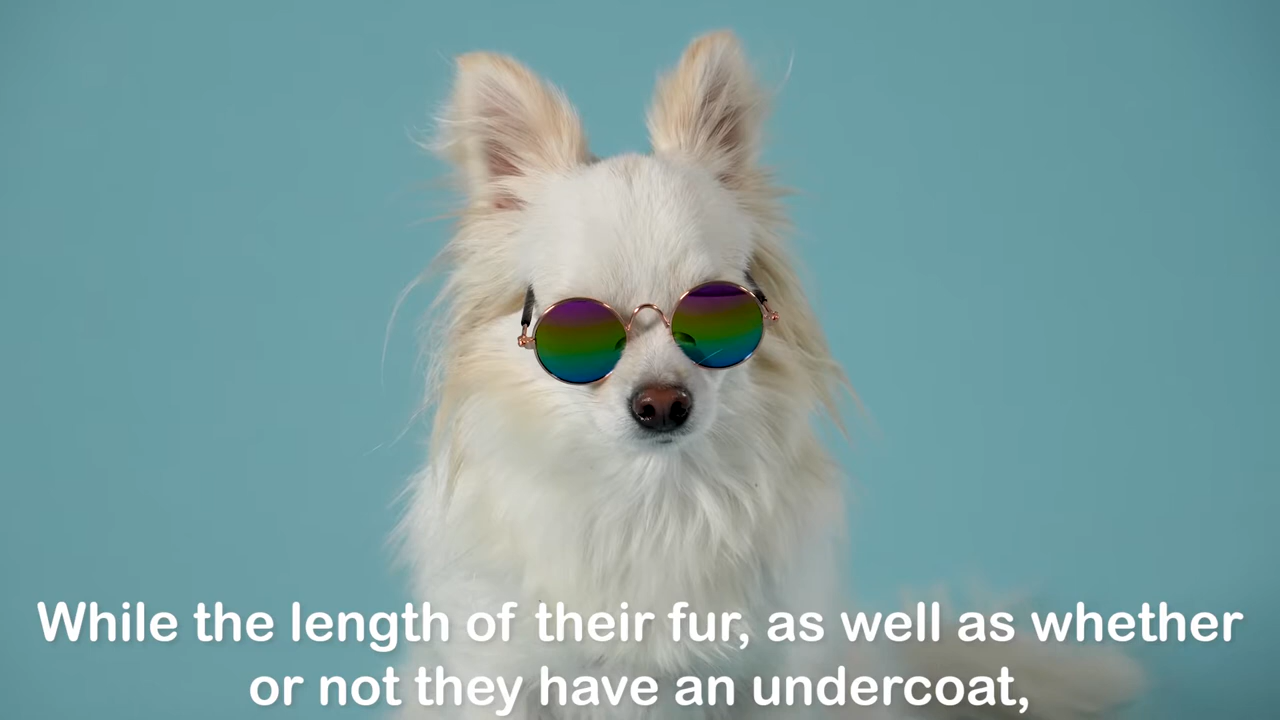 While the length of their fur, as well as whether
or not they have an undercoat,